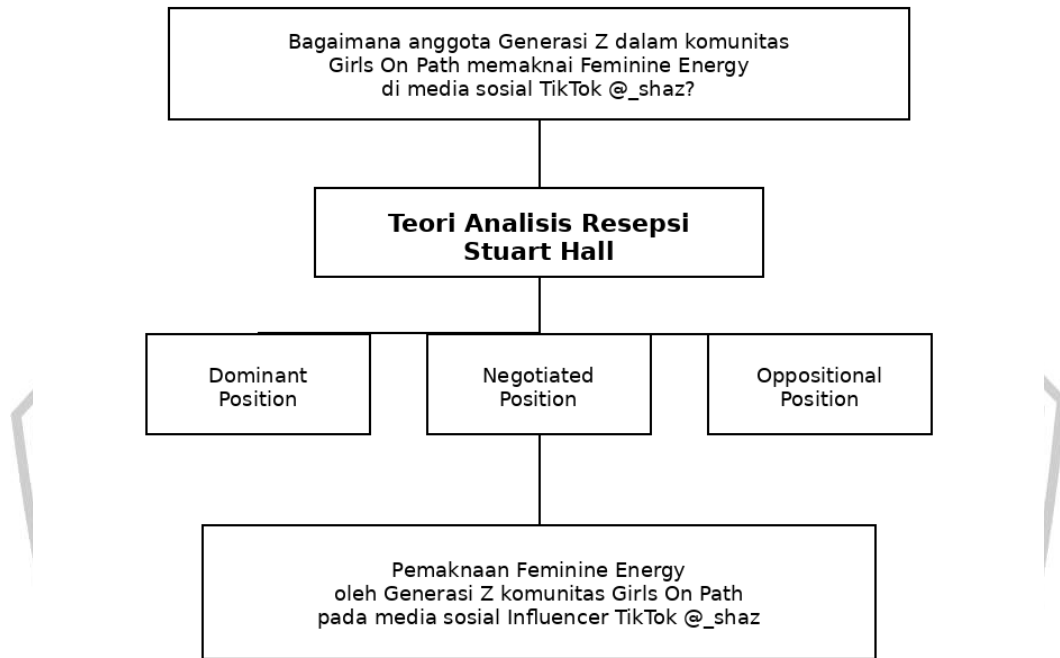 Bagaimana anggota Generasi Z dalam komunitas
Girls On Path memaknai Feminine Energy
di media sosial TikTok @_shaz?
Teori Analisis Resepsi
Stuart Hall
Dominant
Position
Negotiated
Position
Oppositional
Position
Pemaknaan Feminine Energy
oleh Generasi Z komunitas Girls On Path
pada media sosial Influencer TikTok @_shaz